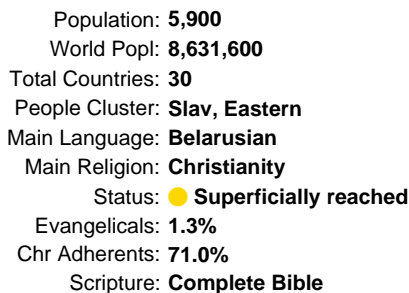 Population: 5,900
World Popl: 8,631,600
Total Countries: 30
People Cluster: Slav, Eastern
Main Language: Belarusian
Main Religion: Christianity
Status: Superficially reached
Evangelicals: 1.3%
Chr Adherents: 71.0%
Scripture: Complete Bible